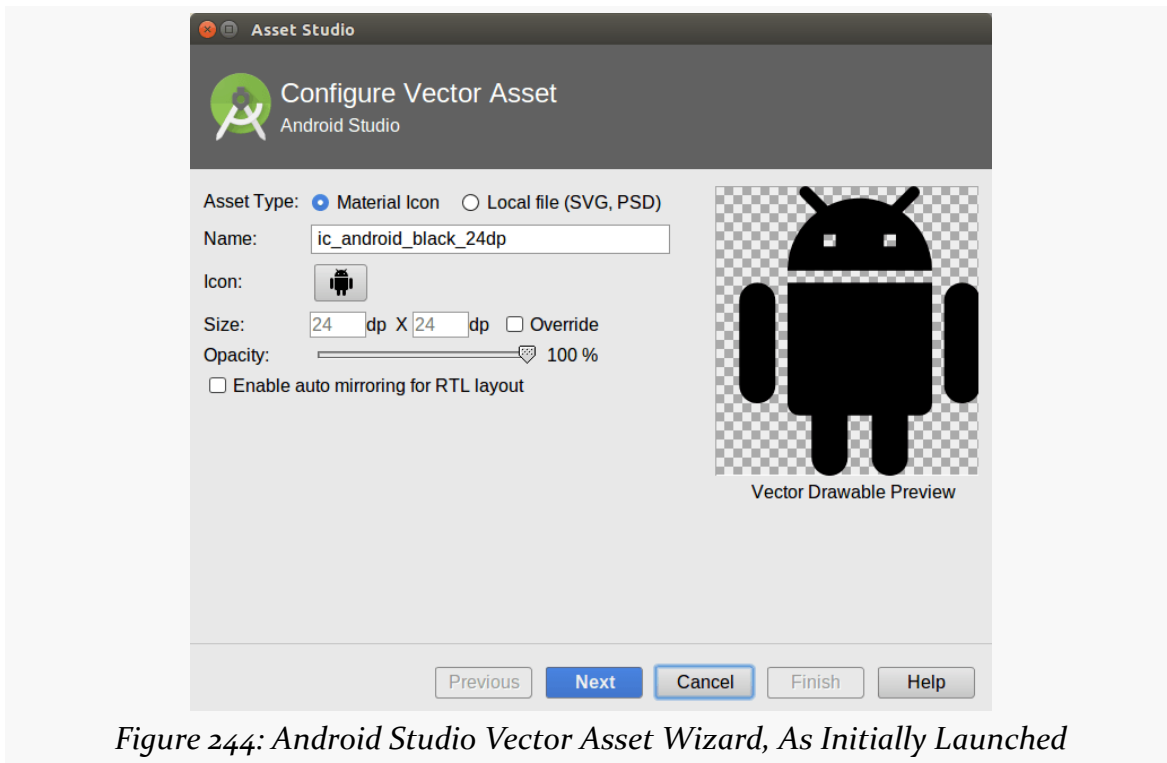 Asset Studio
Configure Vector Asset
Android Studio
Asset Type: Material Icon Local file (SVG, PSD)
Name: ic_android_black_24dp
Icon:
Size: 24 dp X 24 dp Override
Opacity: 100 %
Enable auto mirroring for RTL layout
Vector Drawable Preview
Previous Next Cancel Finish Help
Figure 244: Android Studio Vector Asset Wizard, As Initially Launched